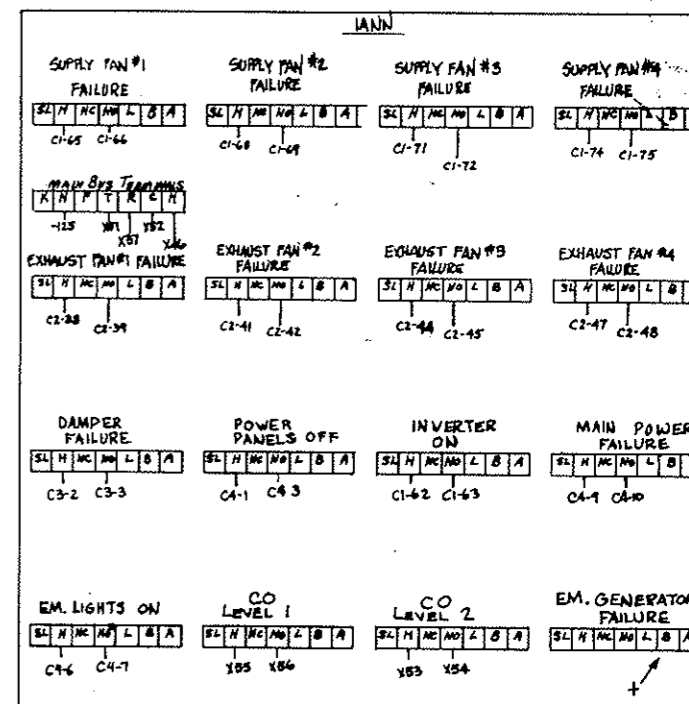 1ANN
SUPPLY FAN #1 FAILURE
SL H NC NO L B A
C1-65 C1-66
SUPPLY FAN #2 FAILURE
SL H NC NO L B A
C1-68 C1-69
SUPPLY FAN #3 FAILURE
SL H NC NO L B A
C1-71 C1-72
SUPPLY FAN #4 FAILURE
SL H NC NO L B
C1-74 C1-75
MAIN BUS TERMINALS
K H F T R C H
-125 X57 X52
EXHAUST FAN #1 FAILURE
SL H NC NO L B A
C2-38 C2-39
EXHAUST FAN #2 FAILURE
SL H NC NO L B A
C2-41 C2-42
EXHAUST FAN #3 FAILURE
SL H NC NO L B A
C2-44 C2-45
EXHAUST FAN #4 FAILURE
SL H NC NO L B A
C2-47 C2-48
DAMPER FAILURE
SL H NC NO L B A
C3-2 C3-3
POWER PANELS OFF
SL H NC NO L B A
C4-1 C4-3
INVERTER ON
SL H NC NO L B A
C1-62 C1-63
MAIN POWER FAILURE
SL H NC NO L B
C4-9 C4-10
EM. LIGHTS ON
SL H NC NO L B A
C4-6 C4-7
CO LEVEL 1
SL H NC NO L B A
X55 X56
CO LEVEL 2
SL H NC NO L B A
X53 X54
EM. GENERATOR FAILURE
SL H NC NO L B A
+